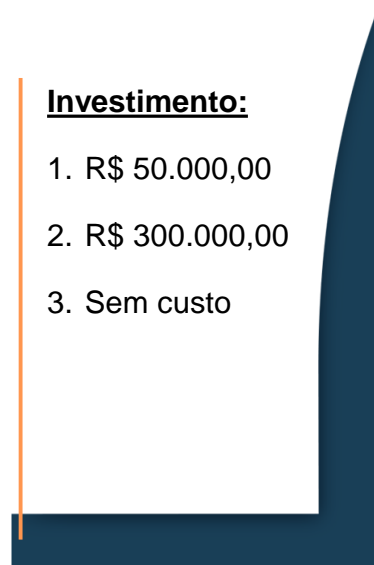 Investimento:
1. R$ 50.000,00
2. R$ 300.000,00
3. Sem custo